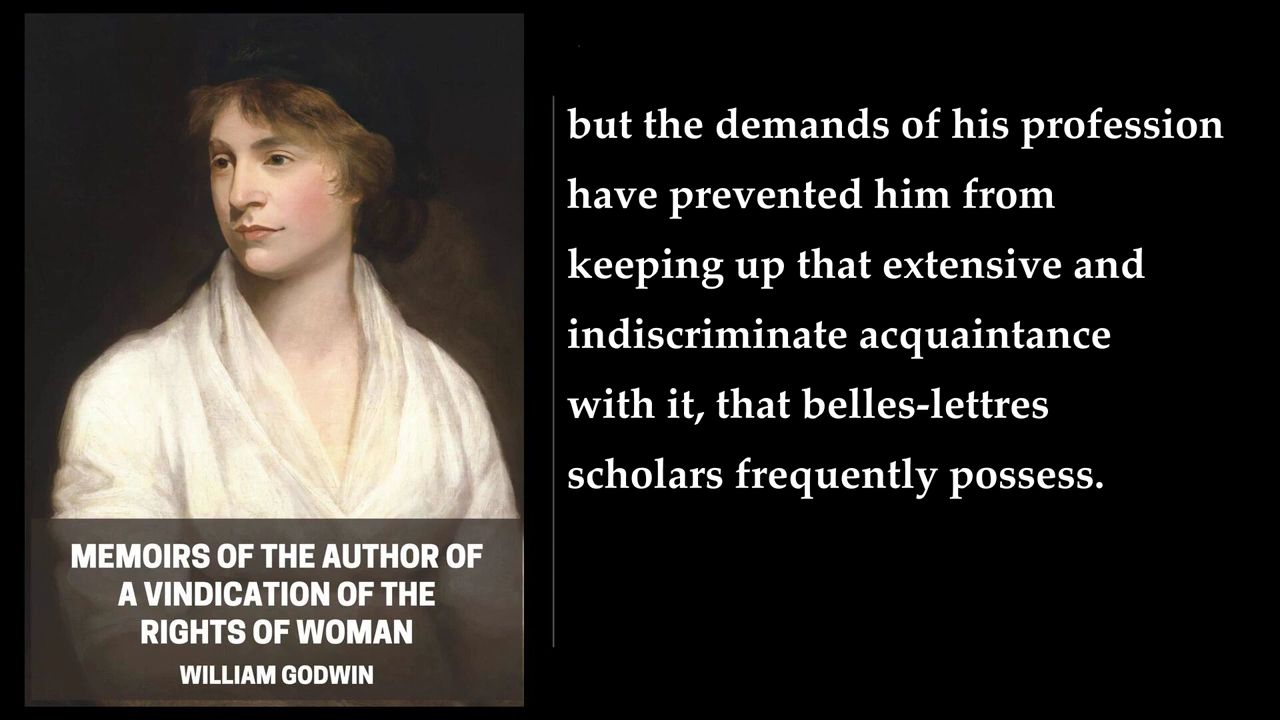 MEMOIRS OF THE AUTHOR OF
A VINDICATION OF THE
RIGHTS OF WOMAN
WILLIAM GODWIN
but the demands of his profession
have prevented him from
keeping up that extensive and
indiscriminate acquaintance
with it, that belles-lettres
scholars frequently possess.